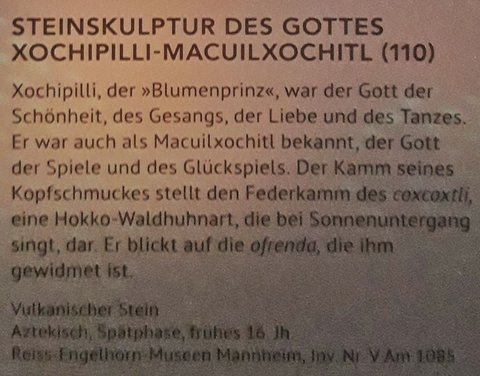 STEINSKULPTUR DES GOTTES
XOCHIPILLI-MACUILXOCHITL (110)
Xochipilli, der »Blumenprinz«, war der Gott der
Schönheit, des Gesangs, der Liebe und des Tanzes.
Er war auch als Macuilxochitl bekannt, der Gott
der Spiele und des Glückspiels. Der Kamm seines
Kopfschmuckes stellt den Federkamm des coxcoxtli,
eine Hokko-Waldhuhnart, die bei Sonnenuntergang
singt, dar. Er blickt auf die ofrenda, die ihm
gewidmet ist.
Vulkanischer Stein
Aztekisch, Spätphase, frühes 16. Jh
Reiss-Engelhorn-Museen Mannheim, Inv. Nr. V Am 1085